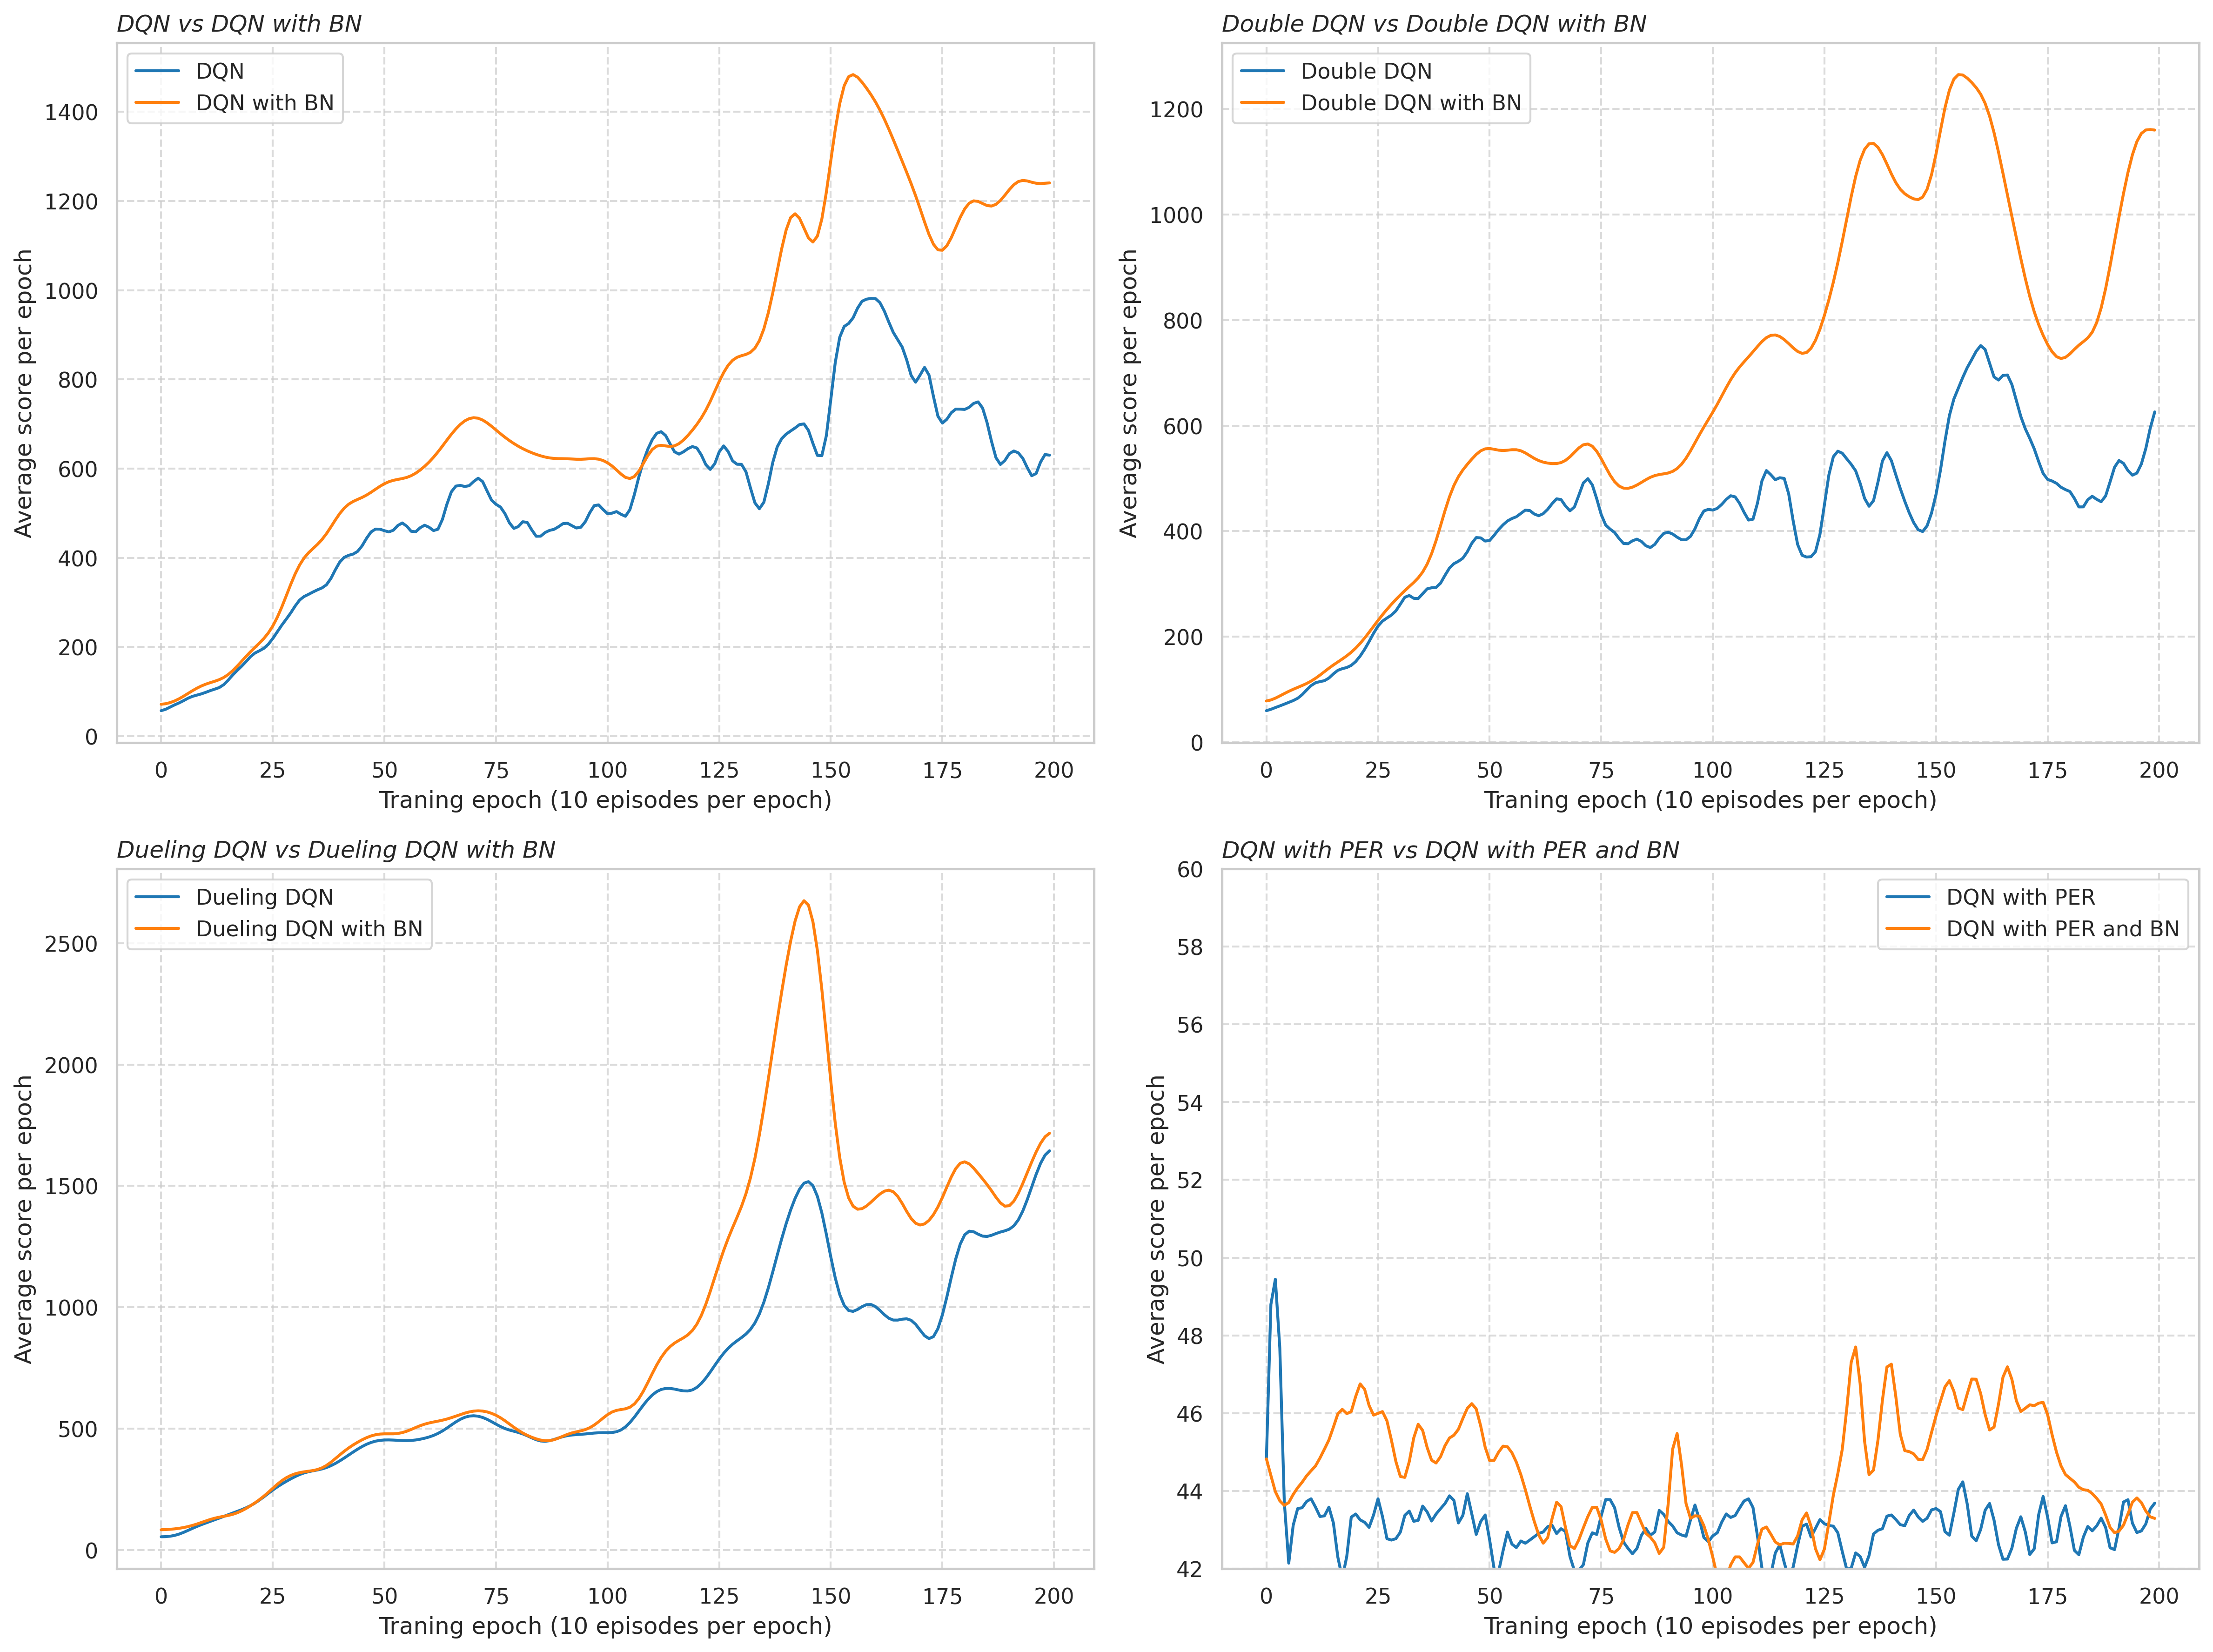 DQN vs DQN with BN
DQN
DQN with BN
Average score per epoch
1400
1200
1000
800
600
400
200
0
0 25 50 75 100 125 150 175 200
Traning epoch (10 episodes per epoch)
Double DQN vs Double DQN with BN
Double DQN
Double DQN with BN
Average score per epoch
1200
1000
800
600
400
200
0
0 25 50 75 100 125 150 175 200
Traning epoch (10 episodes per epoch)
Dueling DQN vs Dueling DQN with BN
Dueling DQN
Dueling DQN with BN
Average score per epoch
2500
2000
1500
1000
500
0
0 25 50 75 100 125 150 175 200
Traning epoch (10 episodes per epoch)
DQN with PER vs DQN with PER and BN
DQN with PER
DQN with PER and BN
Average score per epoch
60
58
56
54
52
50
48
46
44
42
0 25 50 75 100 125 150 175 200
Traning epoch (10 episodes per epoch)